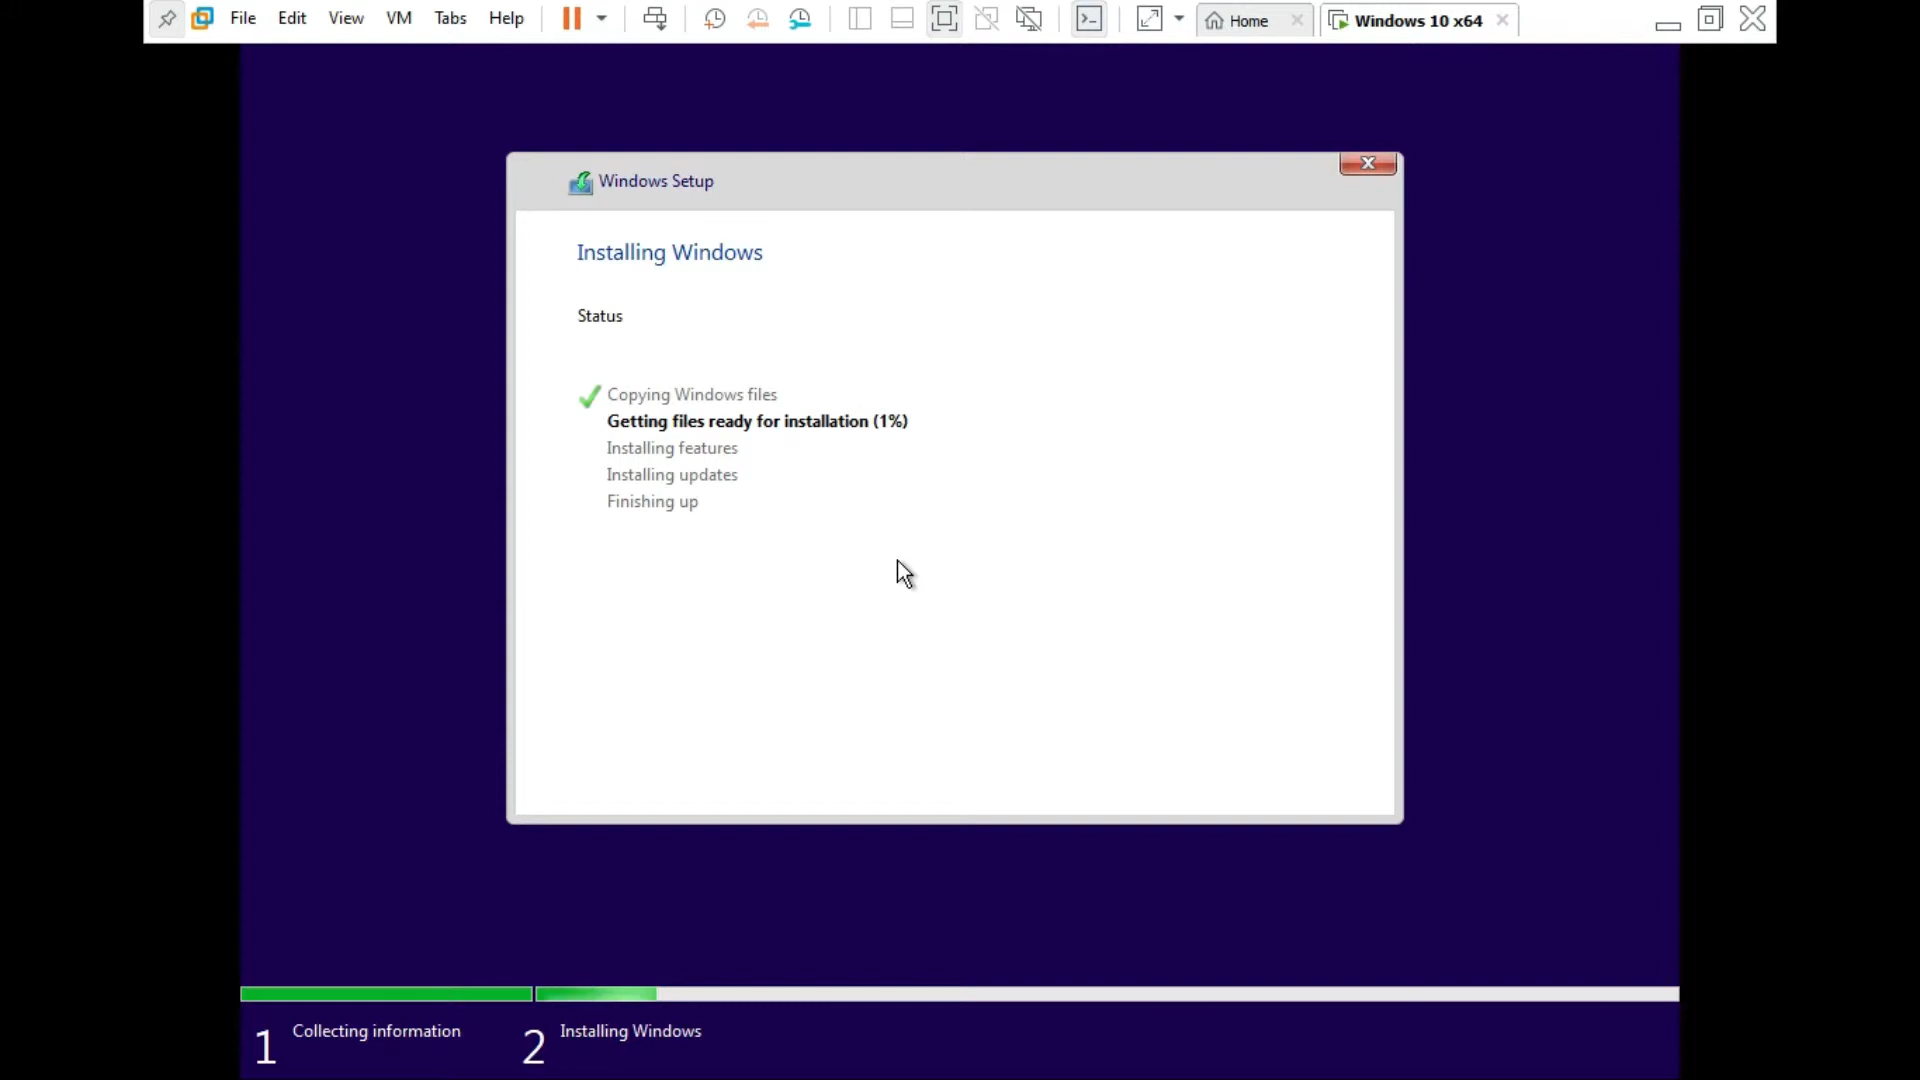 File Edit View VM Tabs Help Home Windows 10 x64
Windows Setup
Installing Windows
Status
Copying Windows files
Getting files ready for installation (1%)
Installing features
Installing updates
Finishing up
1 Collecting information 2 Installing Windows